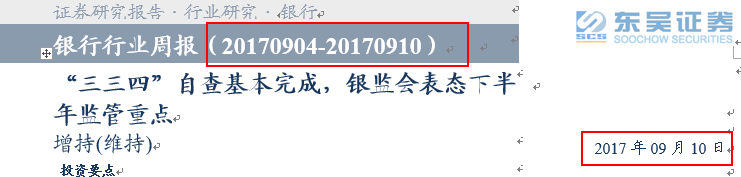 证券研究报告·行业研究·银行
东吴证券
SCS
SOOCHOW SECURITIES
银行行业周报（20170904-20170910）
“三三四”自查基本完成，银监会表态下半
年监管重点
增持(维持)
2017 年 09 月 10 日
投资要点